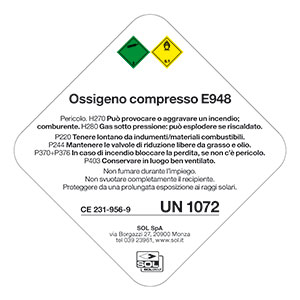 5.1
Ossigeno compresso E948
Pericolo. H270 Può provocare o aggravare un incendio;
comburente. H280 Gas sotto pressione: può esplodere se riscaldato.
P220 Tenere lontano da indumenti/materiali combustibili.
P244 Mantenere le valvole di riduzione libere da grasso e olio.
P370+P376 In caso di incendio bloccare la perdita, se non c'è pericolo.
P403 Conservare in luogo ben ventilato.
Non fumare durante l'impiego.
Non svuotare completamente il recipiente.
Proteggere da una prolungata esposizione ai raggi solari.
CE 231-956-9 UN 1072
SOL SpA
via Borgazzi 27, 20900 Monza
tel 039 23961, www.sol.it
SOL
SOLGROUP